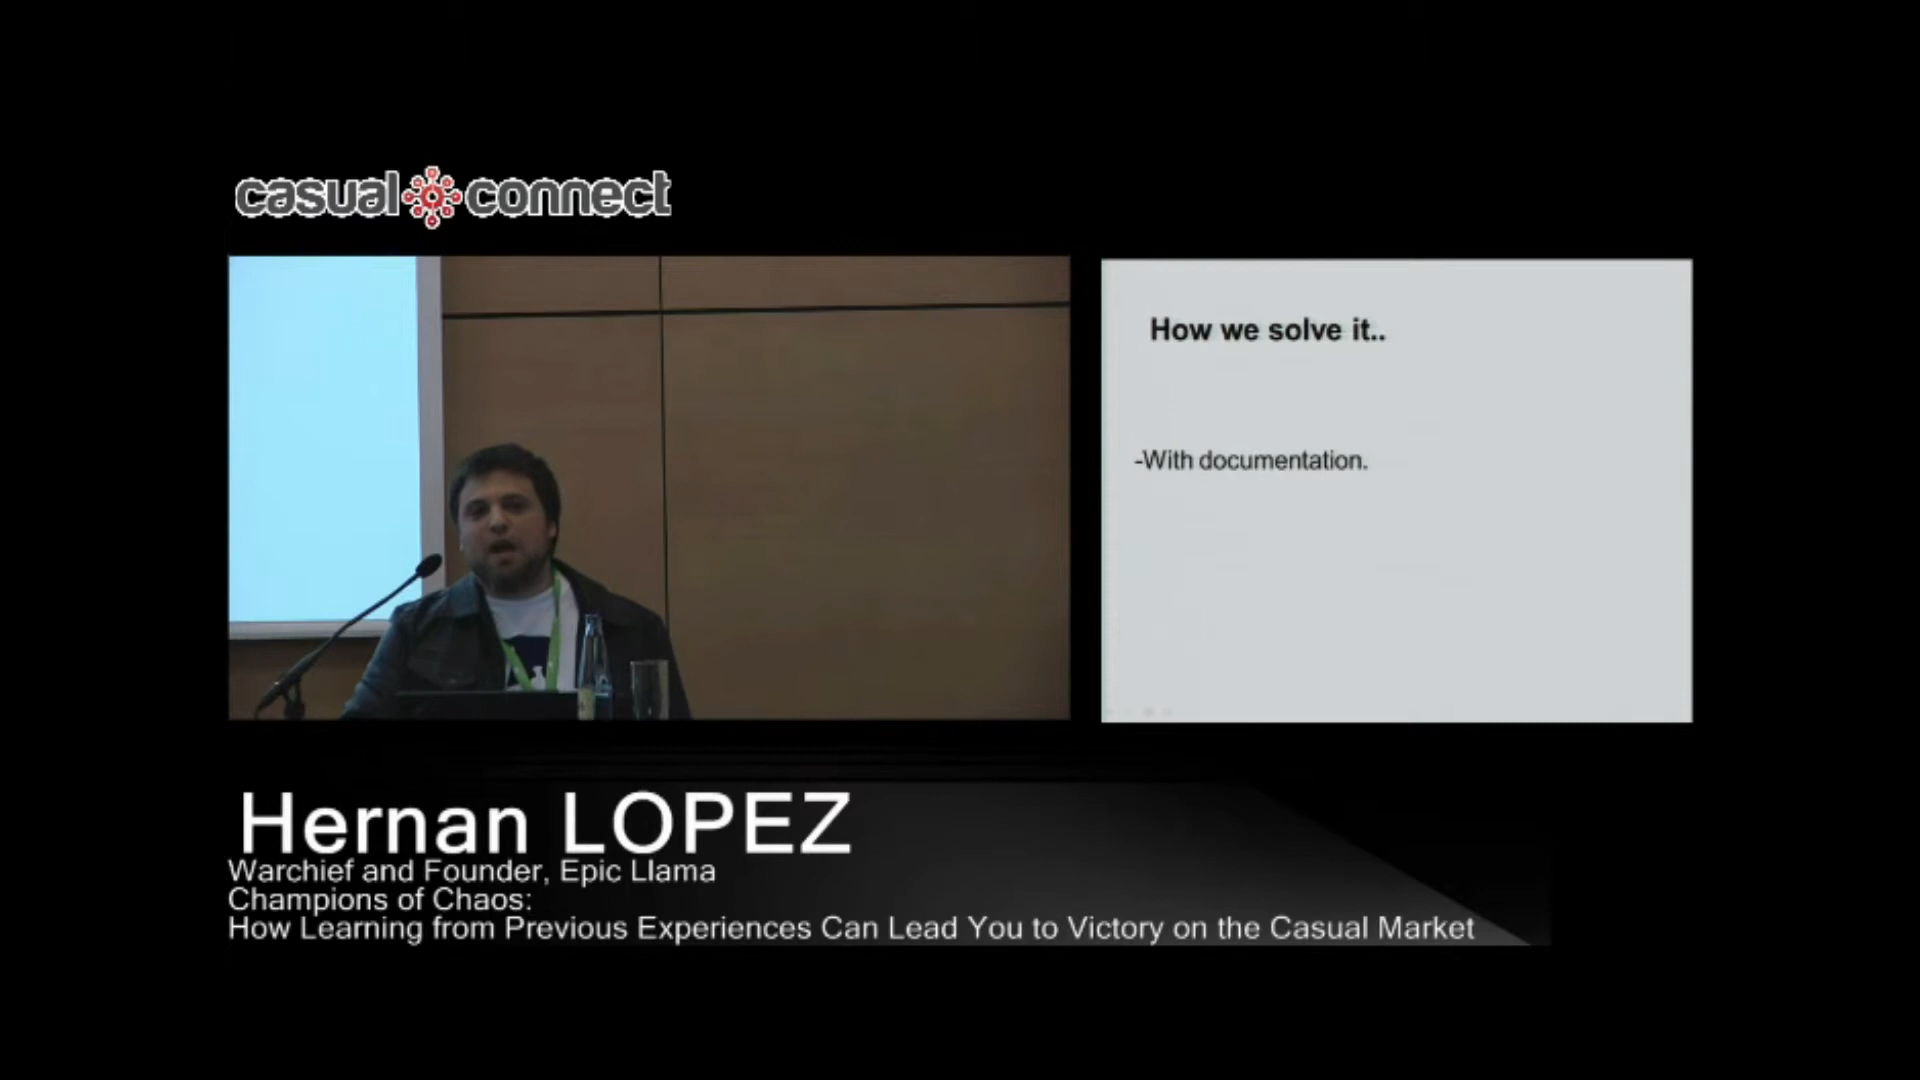 casual connect
How we solve it..
-With documentation.
Hernan LOPEZ
Warchief and Founder, Epic Llama
Champions of Chaos:
How Learning from Previous Experiences Can Lead You to Victory on the Casual Market